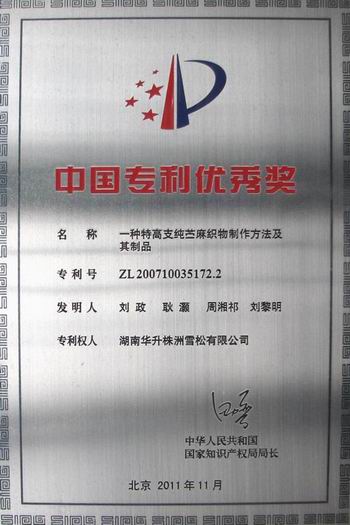 中国专利优秀奖
名称 一种特高支纯苎麻织物制作方法及
其制品
专利号 ZL200710035172.2
发明人 刘政 耿灏 周湘祁 刘黎明
专利权人 湖南华升株洲雪松有限公司
中华人民共和国
国家知识产权局局长
北京 2011年11月